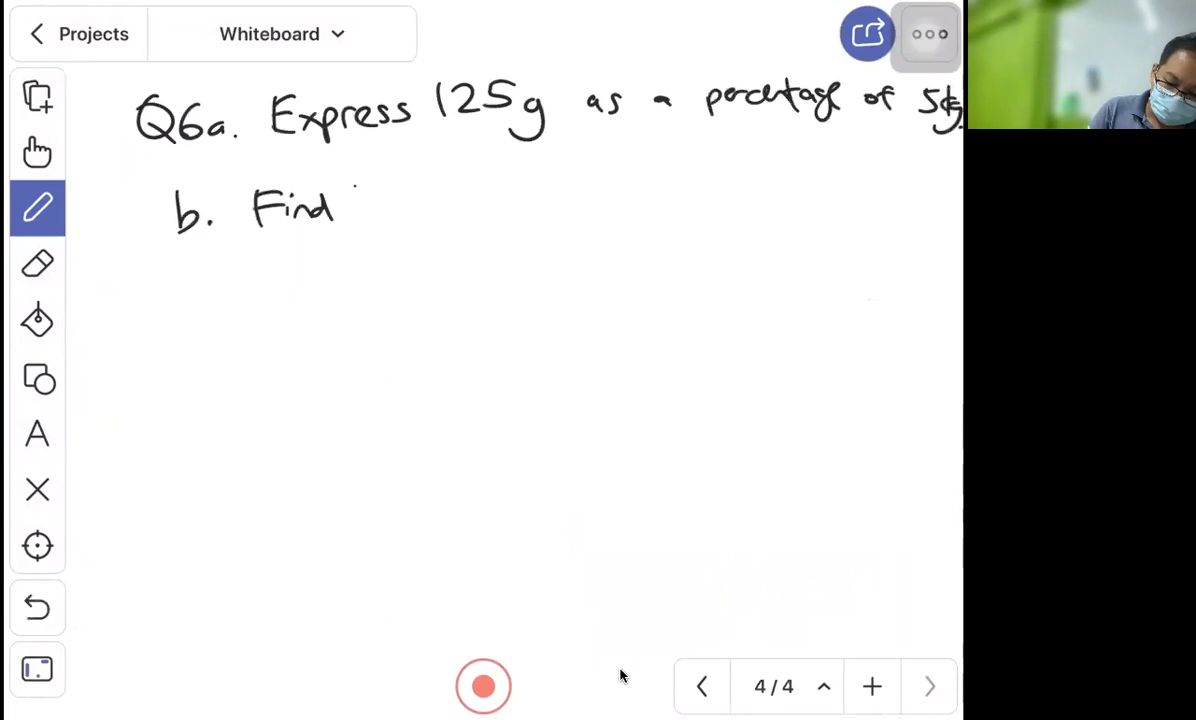 Projects
Whiteboard
Q6a. Express 125g as a percentage of
b. Find
4/4